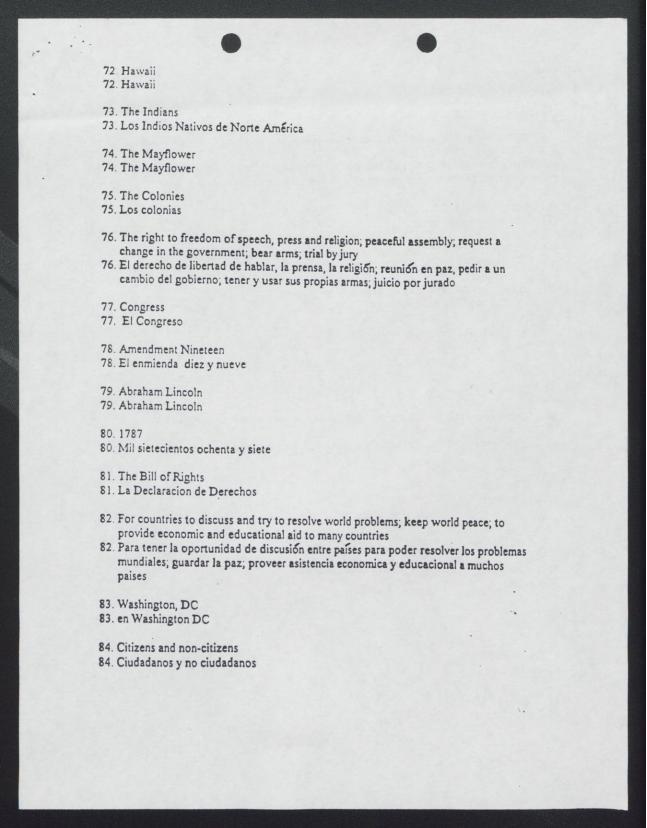 72 Hawaii
72. Hawaii
73. The Indians
73. Los Indios Nativos de Norte América
74. The Mayflower
74. The Mayflower
75. The Colonies
75. Los colonias
76. The right to freedom of speech, press and religion; peaceful assembly; request a
change in the government; bear arms; trial by jury
76. El derecho de libertad de hablar, la prensa, la religión; reunión en paz, pedir a un
cambio del gobierno; tener y usar sus propias armas; juicio por jurado
77. Congress
77. El Congreso
78. Amendment Nineteen
78. El enmienda diez y nueve
79. Abraham Lincoln
79. Abraham Lincoln
80. 1787
80. Mil sietecientos ochenta y siete
81. The Bill of Rights
81. La Declaracion de Derechos
82. For countries to discuss and try to resolve world problems; keep world peace; to
provide economic and educational aid to many countries
82. Para tener la oportunidad de discusión entre países para poder resolver los problemas
mundiales; guardar la paz; proveer asistencia economica y educacional a muchos
paises
83. Washington, DC
83. en Washington DC
84. Citizens and non-citizens
84. Ciudadanos y no ciudadanos